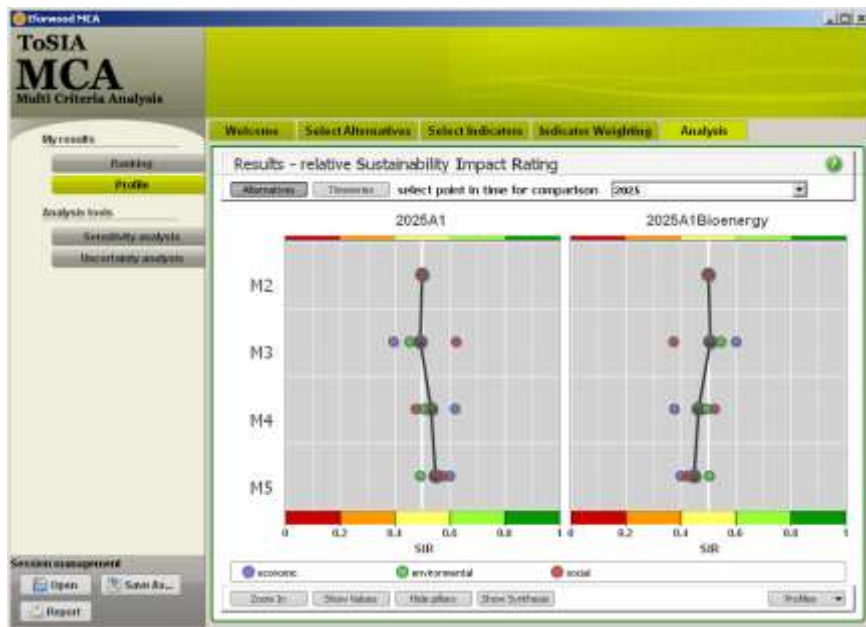 Eforwood MCA
ToSIA
MCA
Multi Criteria Analysis
My results
Ranking
Profile
Analysis tools
Sensitivity analysis
Uncertainty analysis
Welcome Select Alternatives Select Indicators Indicator Weighting Analysis
Results - relative Sustainability Impact Rating
Alternatives Timeseries select point in time for comparison 2025
2025A1 2025A1Bioenergy
M2
M3
M4
M5
0 0.2 0.4 0.6 0.8 1 0 0.2 0.4 0.6 0.8 1
SIR SIR
economic environmental social
Zoom In Show Values Hide pillars Show Synthesis Profiles
Session management
Open Save As...
Report